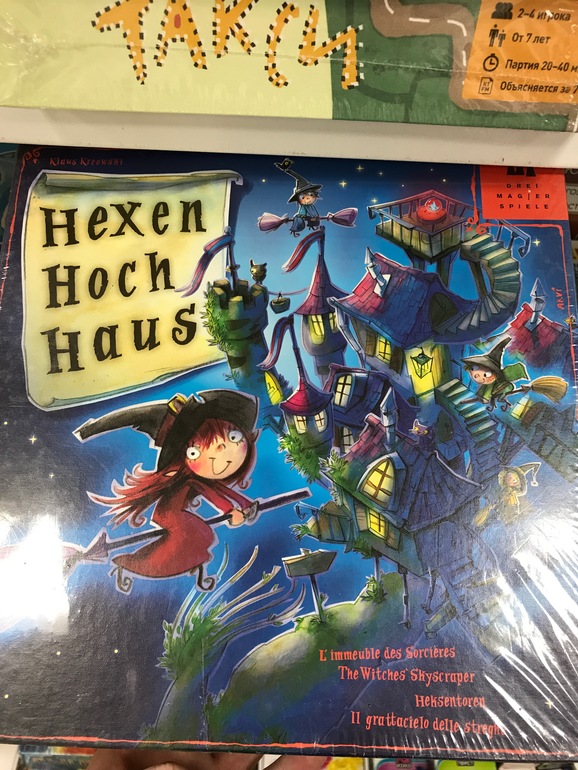 ТАКСИ
2–4 игрока
От 7 лет
Партия 20–40 м
Объясняется за 7
Klaus Kreowski
DREI
MAGIER
SPIELE
Hexen
Hoch
Haus
L'immeuble des Sorcières
The Witches' Skyscraper
Heksentoren
Il grattacielo delle streghe